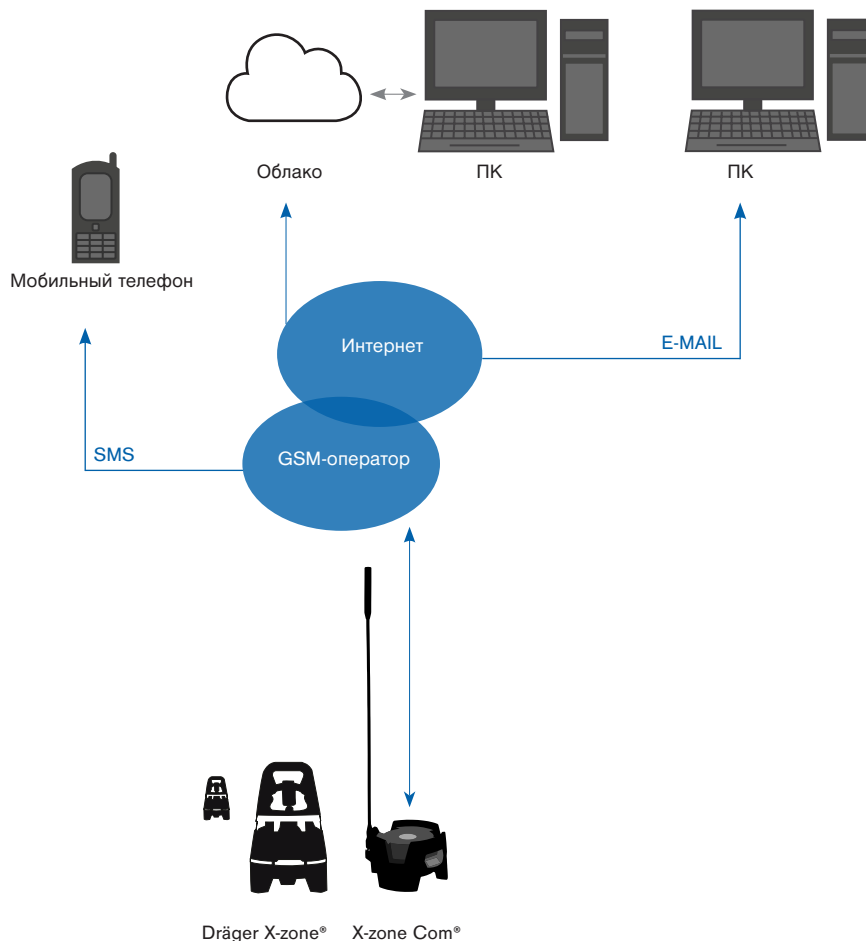 Облако
ПК
ПК
Мобильный телефон
Интернет
E-MAIL
SMS
GSM-оператор
Dräger X-zone®
X-zone Com®